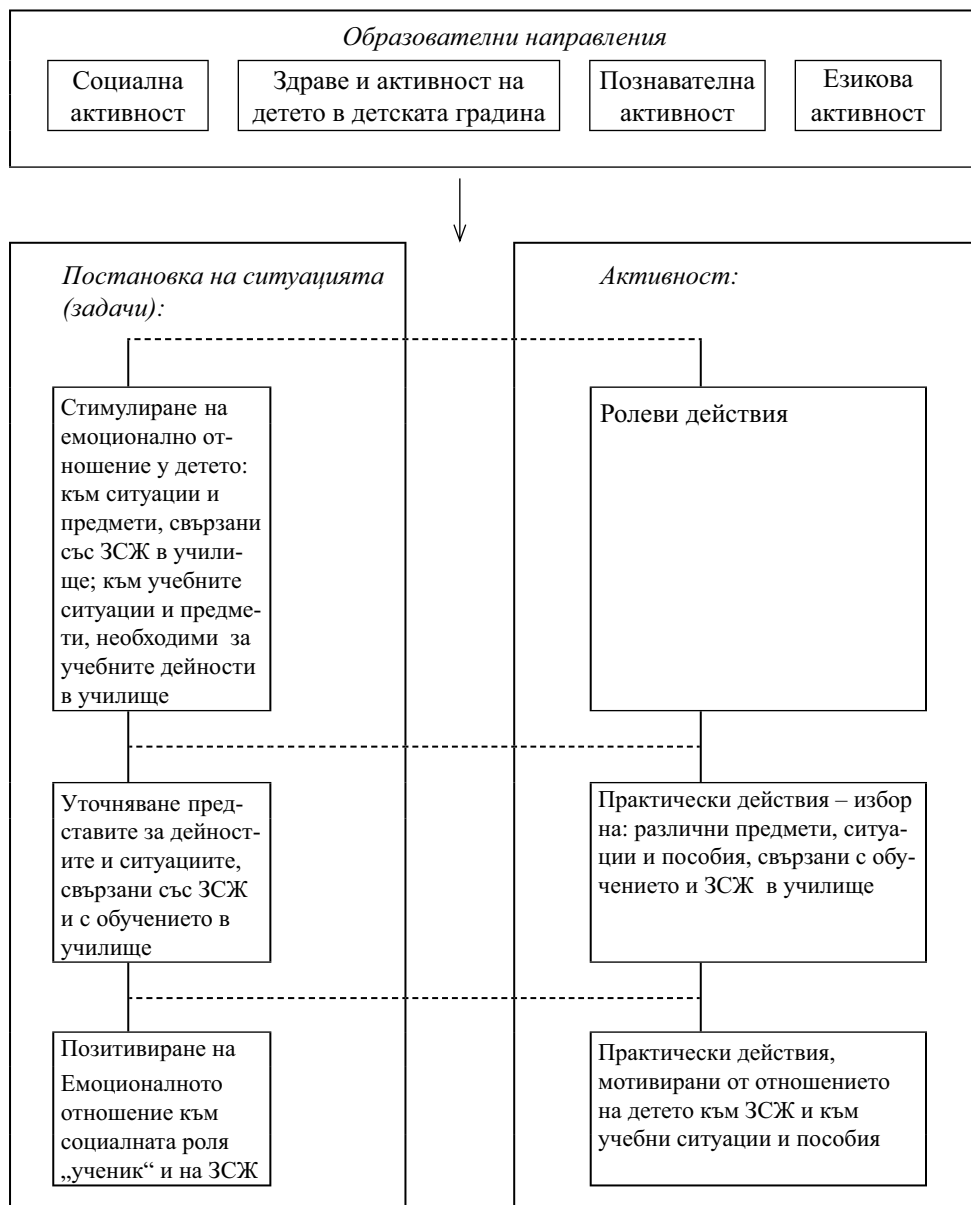 Образователни направления
Социална
активност
Здраве и активност на
детето в детската градина
Познавателна
активност
Езикова
активност
Постановка на ситуацията
(задачи):
Стимулиране на
емоционално от-
ношение у детето:
към ситуации и
предмети, свързани
със ЗСЖ в учили-
ще; към учебните
ситуации и предме-
ти, необходими за
учебните дейности
в училище
Уточняване пред-
ставите за дейност-
ите и ситуациите,
свързани със ЗСЖ
и с обучението в
училище
Позитивиране на
Емоционалното
отношение към
социалната роля
„ученик“ и на ЗСЖ
Активност:
Ролеви действия
Практически действия – избор
на: различни предмети, ситуа-
ции и пособия, свързани с обу-
чението и ЗСЖ в училище
Практически действия,
мотивирани от отношението
на детето към ЗСЖ и към
учебни ситуации и пособия